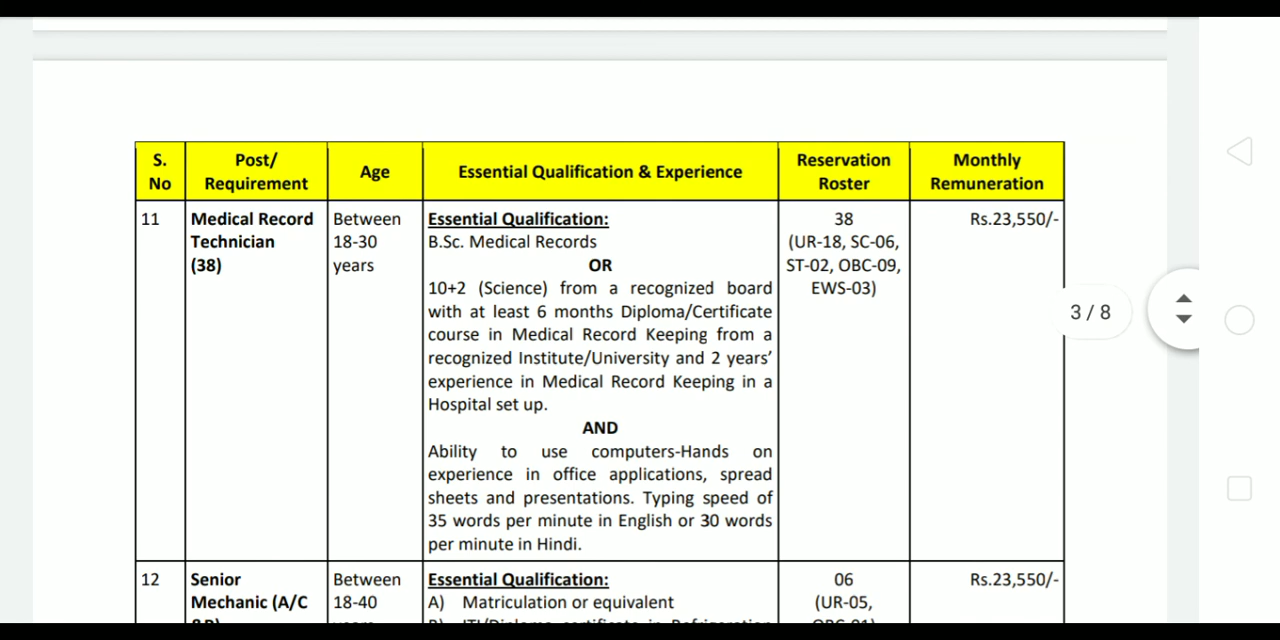 S. No
Post/ Requirement
Age
Essential Qualification & Experience
Reservation Roster
Monthly Remuneration
11
Medical Record
Technician
(38)
Between
18-30
years
Essential Qualification:
B.Sc. Medical Records
OR
10+2 (Science) from a recognized board
with at least 6 months Diploma/Certificate
course in Medical Record Keeping from a
recognized Institute/University and 2 years’
experience in Medical Record Keeping in a
Hospital set up.
AND
Ability to use computers-Hands on
experience in office applications, spread
sheets and presentations. Typing speed of
35 words per minute in English or 30 words
per minute in Hindi.
38
(UR-18, SC-06,
ST-02, OBC-09,
EWS-03)
Rs.23,550/-
3 / 8
12
Senior
Mechanic (A/C
Between
18-40
Essential Qualification:
A) Matriculation or equivalent
06
(UR-05,
Rs.23,550/-